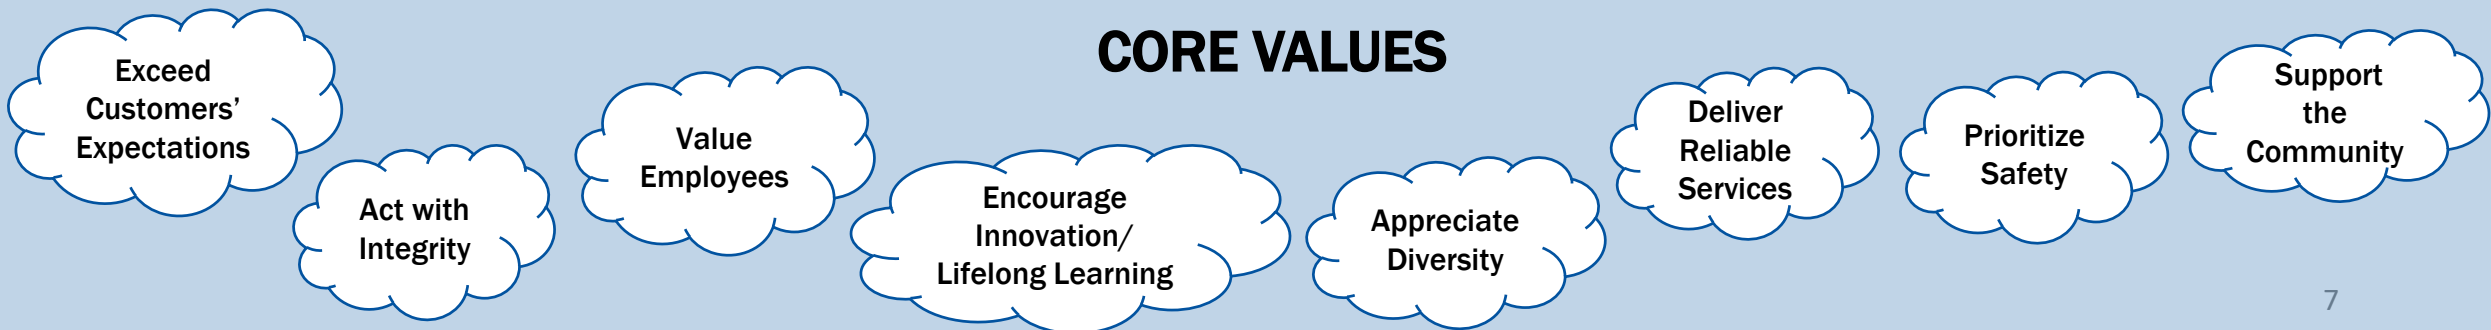 CORE VALUES
Exceed
Customers’
Expectations
Act with
Integrity
Value
Employees
Encourage
Innovation/
Lifelong Learning
Appreciate
Diversity
Deliver
Reliable
Services
Prioritize
Safety
Support
the
Community
7